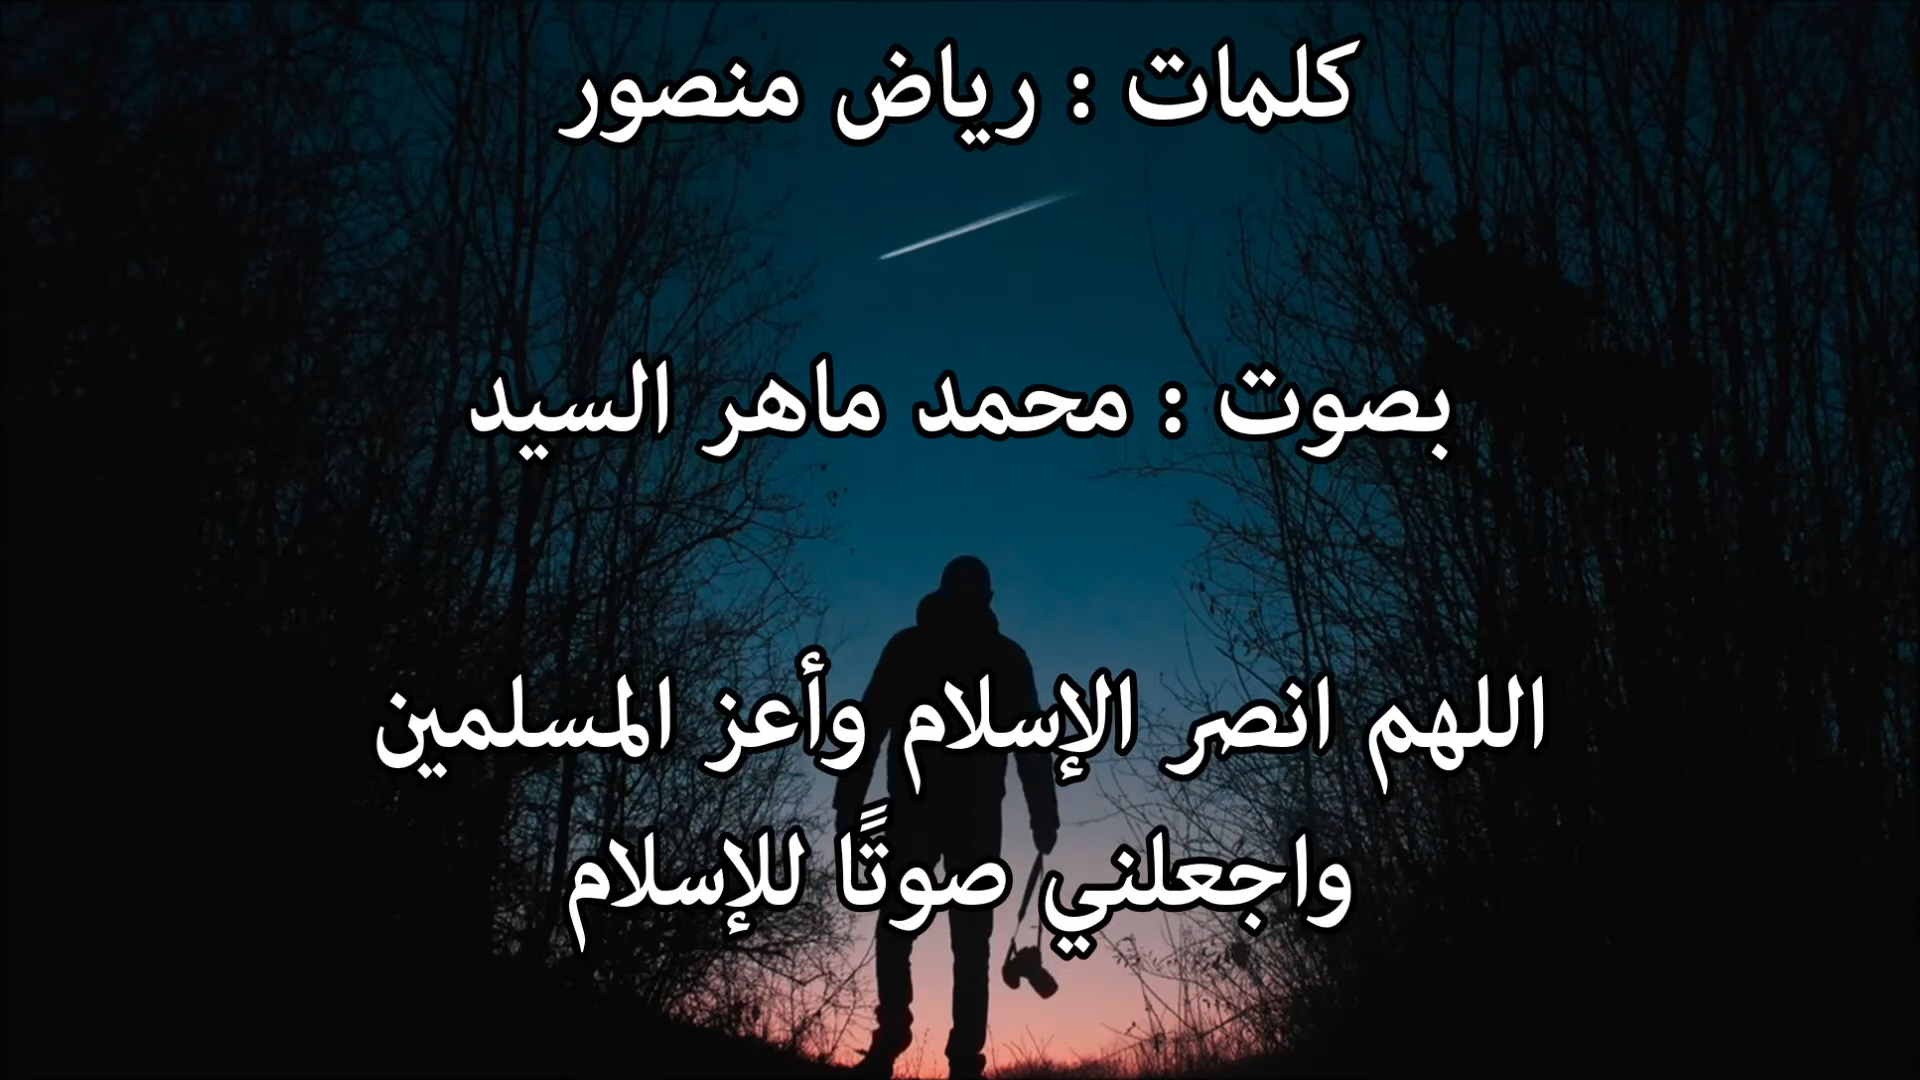 كلمات : رياض منصور
بصوت : محمد ماهر السيد
اللهم انصر الإسلام وأعز المسلمين
واجعلني صوتًا للإسلام